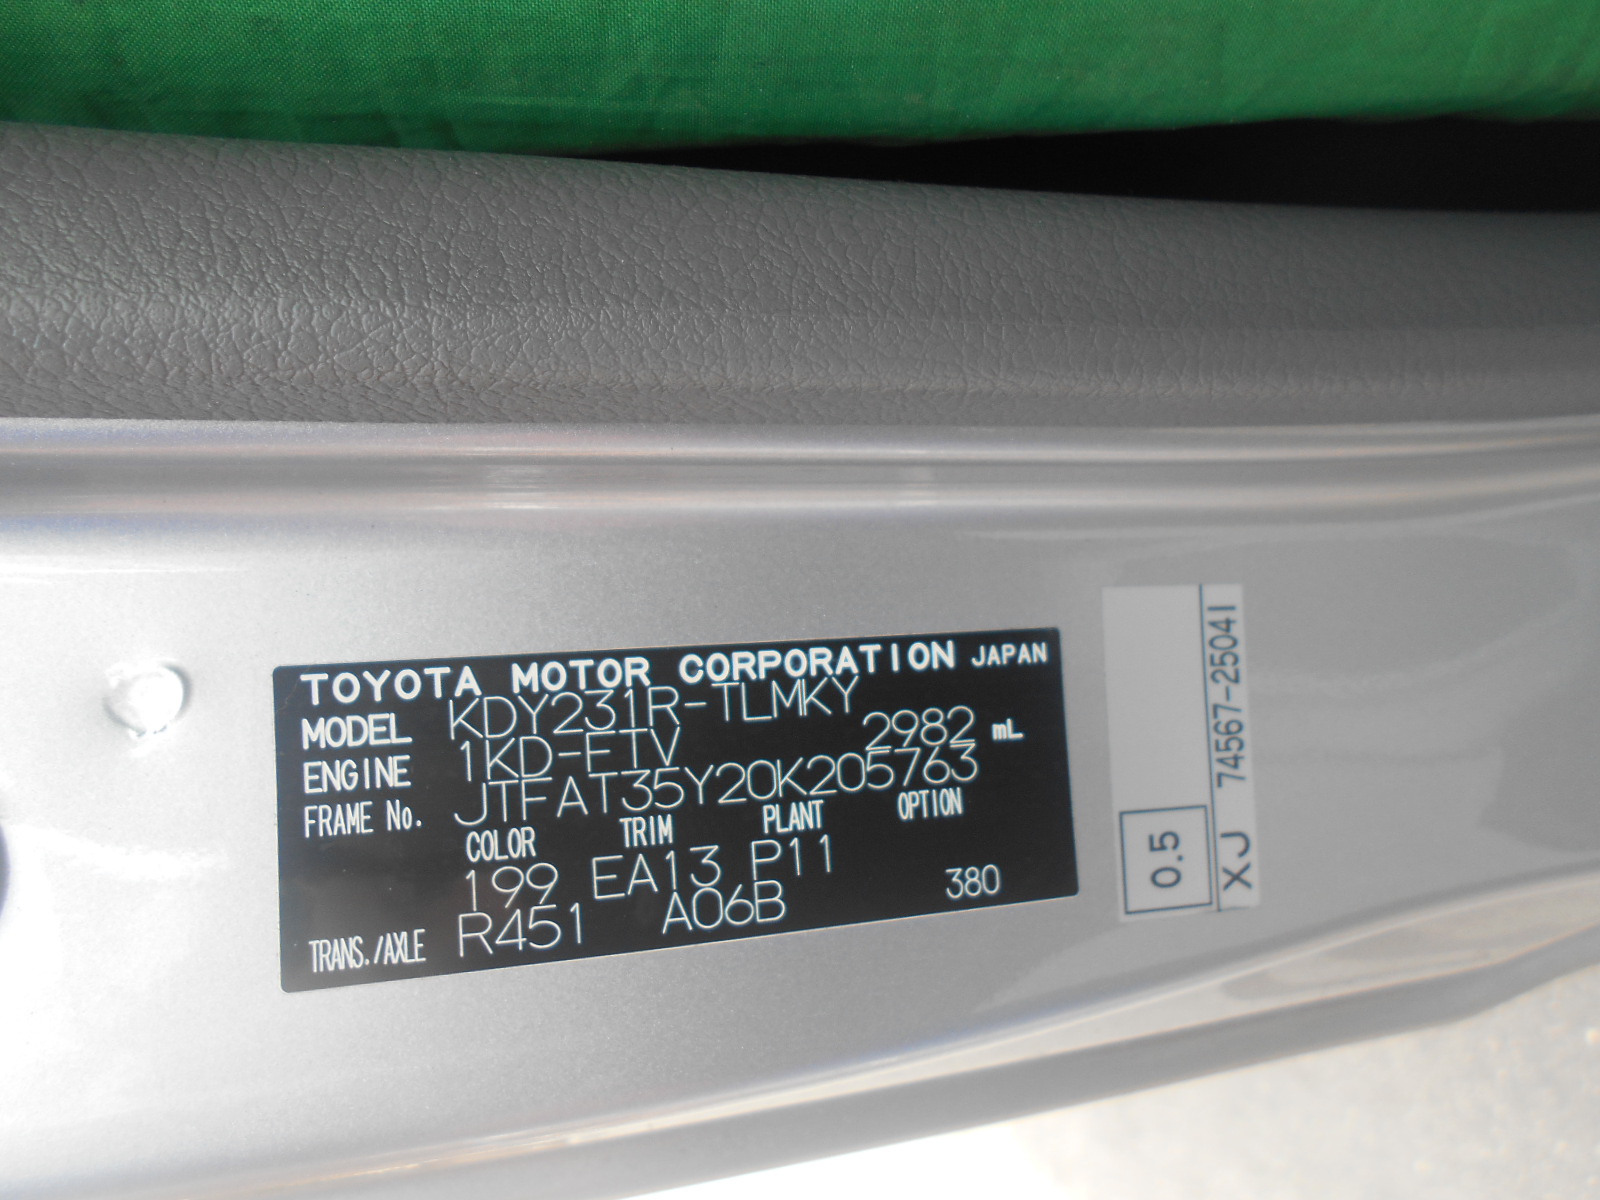 TOYOTA MOTOR CORPORATION JAPAN
MODEL KDY231R-TLMKY
ENGINE 1KD-FTV 2982 mL
FRAME No. JTFAT35Y20K205763
COLOR TRIM PLANT OPTION
199 EA13 P11
TRANS./AXLE R451 A06B 380
0.5
XJ 74567-25041